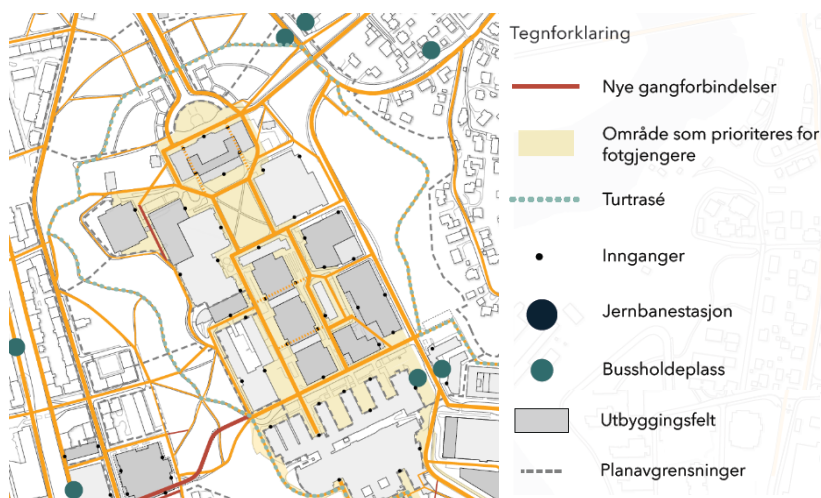 Tegnforklaring
Nye gangforbindelser
Område som prioriteres for
fotgjengere
Turtrasé
Innganger
Jernbanestasjon
Bussholdeplass
Utbyggingsfelt
Planavgrensninger